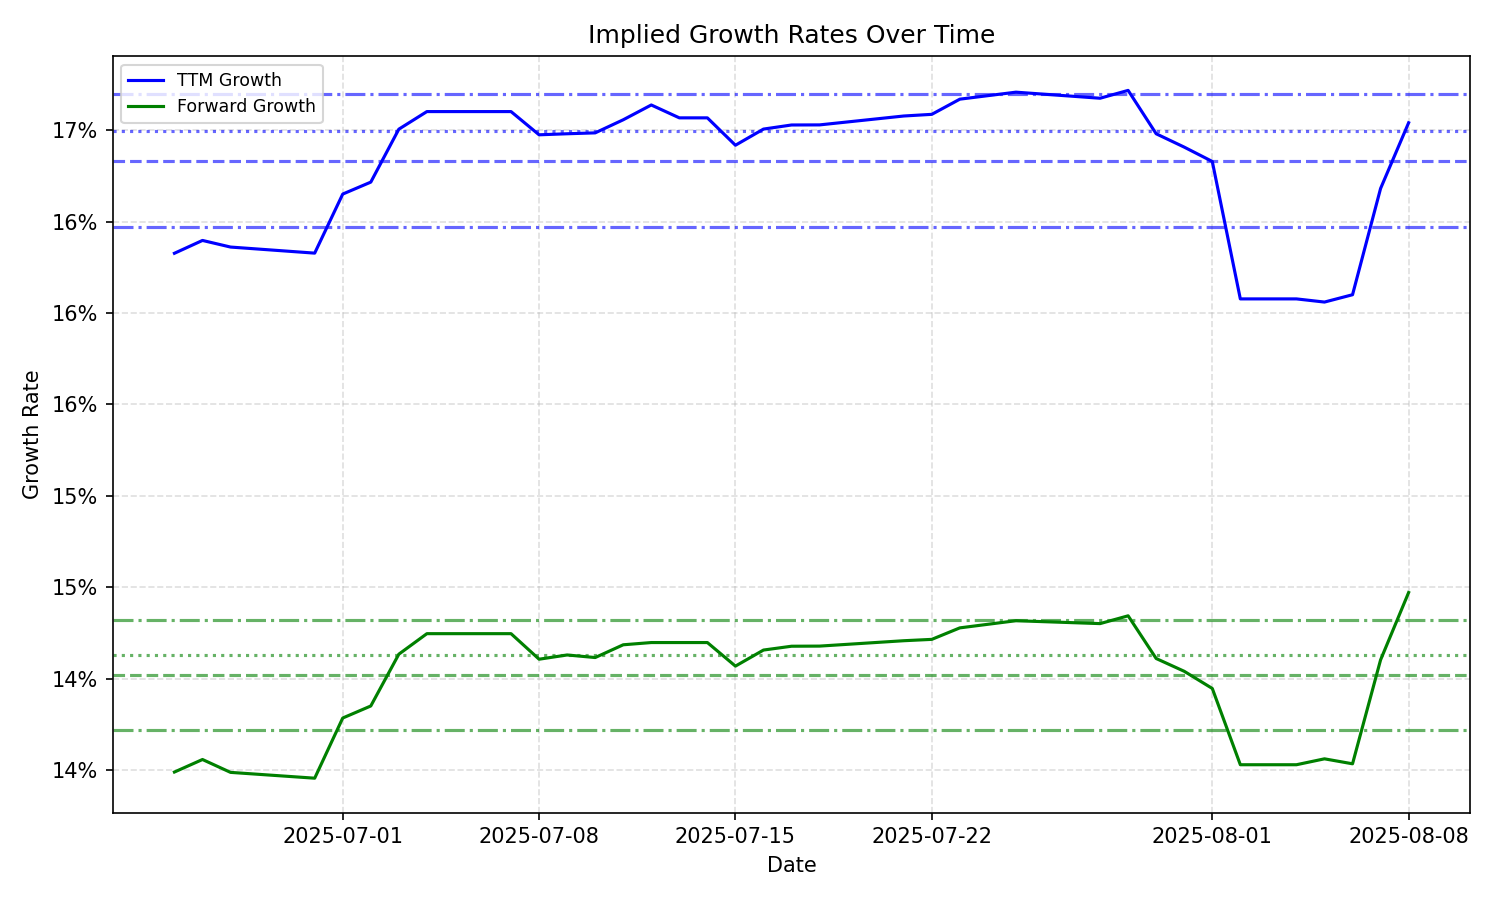 Implied Growth Rates Over Time
TTM Growth
Forward Growth
17%
16%
16%
16%
15%
15%
14%
14%
Growth Rate
2025-07-01
2025-07-08
2025-07-15
2025-07-22
2025-08-01
2025-08-08
Date